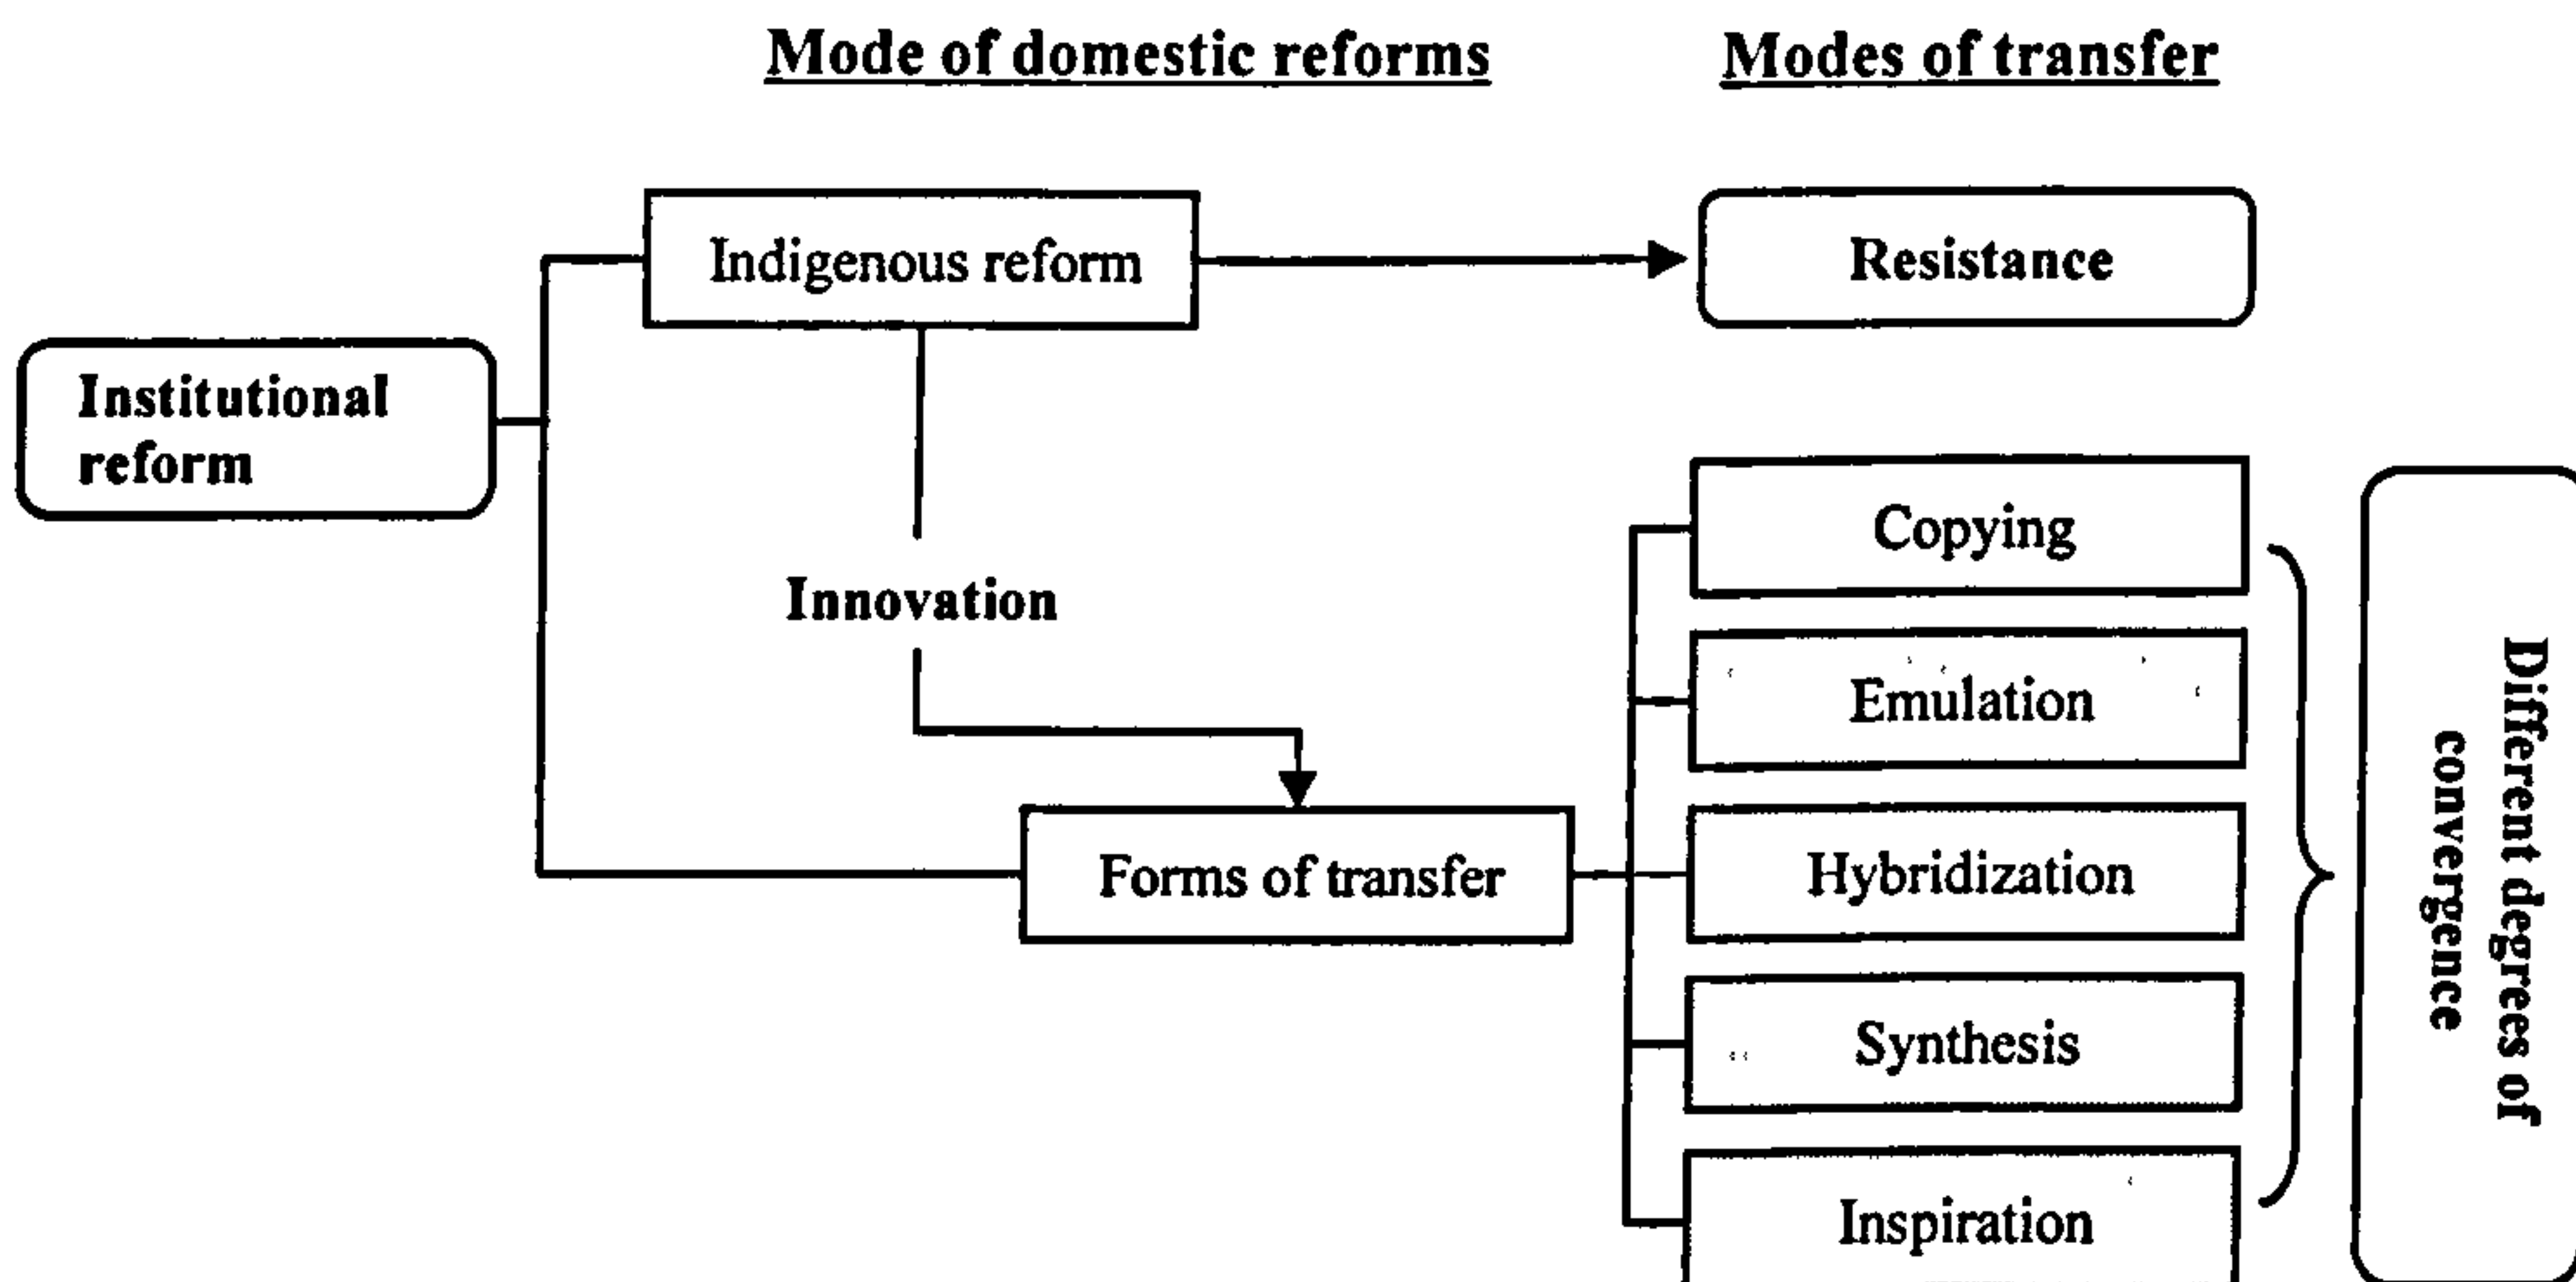 Mode of domestic reforms
Modes of transfer
Indigenous reform
Resistance
Institutional
reform
Copying
Innovation
Emulation
Forms of transfer
Hybridization
Synthesis
Inspiration
Different degrees of
convergence